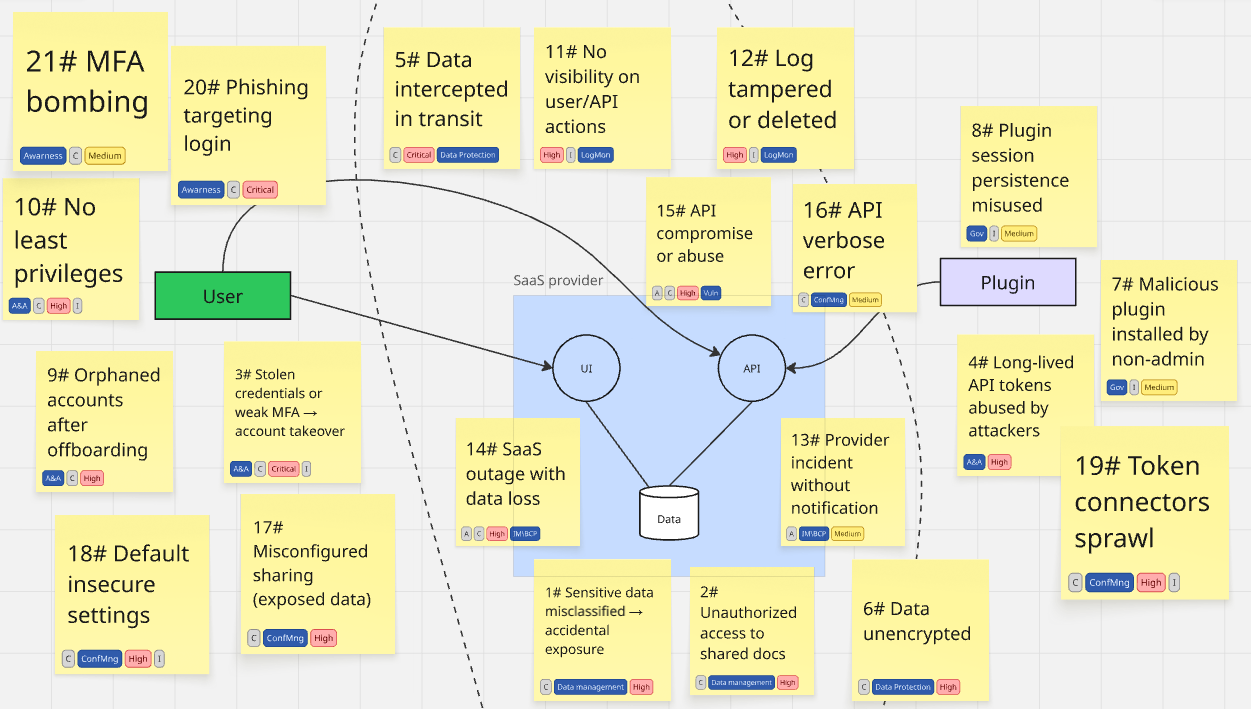 21# MFA
bombing
Awarness C Medium
20# Phishing
targeting
login
Awarness C Critical
5# Data
intercepted
in transit
C Critical Data Protection
11# No
visibility on
user/API
actions
High I LogMon
12# Log
tampered
or deleted
High I LogMon
8# Plugin
session
persistence
misused
Gov I Medium
10# No
least
privileges
A&A C High I
15# API
compromise
or abuse
A C High Vuln
16# API
verbose
error
C ConfMng Medium
User
SaaS provider
Plugin
7# Malicious
plugin
installed by
non-admin
Gov I Medium
UI
API
9# Orphaned
accounts
after
offboarding
A&A C High
3# Stolen
credentials or
weak MFA →
account takeover
A&A C Critical I
4# Long-lived
API tokens
abused by
attackers
A&A High
14# SaaS
outage with
data loss
A C High IM\BCP
Data
13# Provider
incident
without
notification
A IM\BCP Medium
19# Token
connectors
sprawl
C ConfMng High I
18# Default
insecure
settings
C ConfMng High I
17#
Misconfigured
sharing
(exposed data)
C ConfMng High
1# Sensitive data
misclassified →
accidental
exposure
C Data management High
2#
Unauthorized
access to
shared docs
C Data management High
6# Data
unencrypted
C Data Protection High